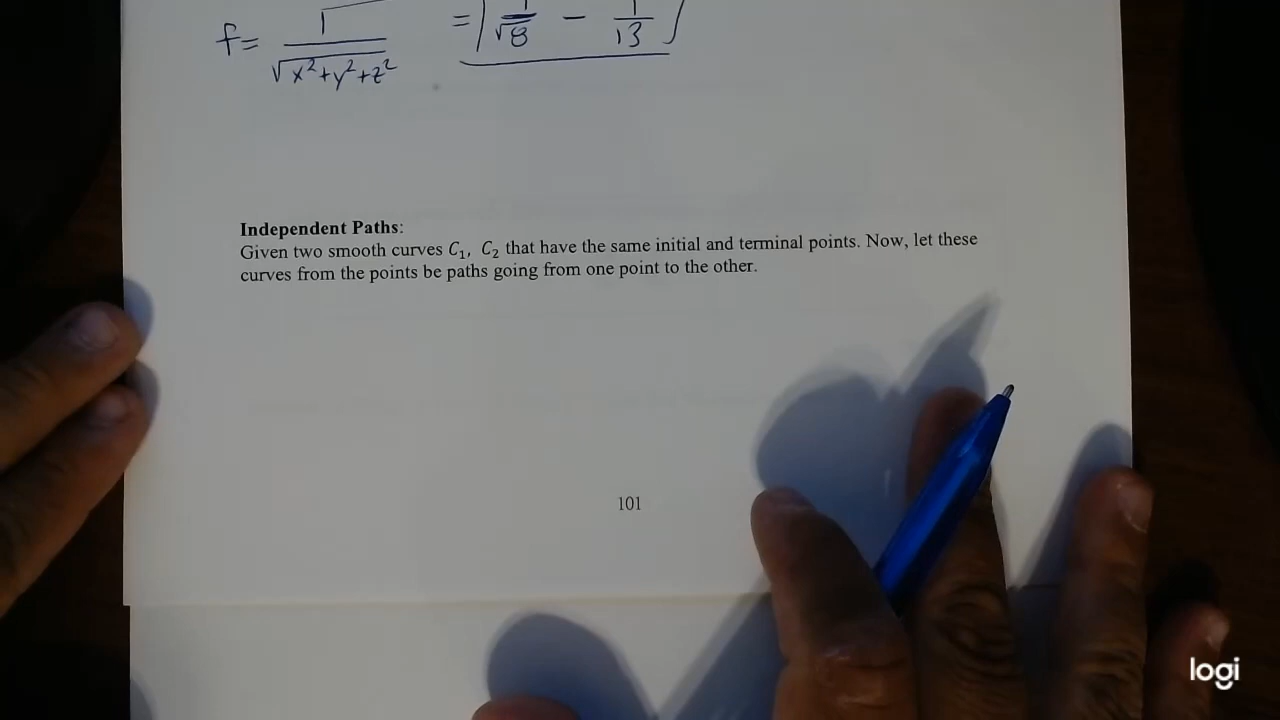 f= 1/√x²+y²+z² =( 1/√8 − 1/13 )
Independent Paths:
Given two smooth curves C₁, C₂ that have the same initial and terminal points. Now, let these
curves from the points be paths going from one point to the other.
101
logi